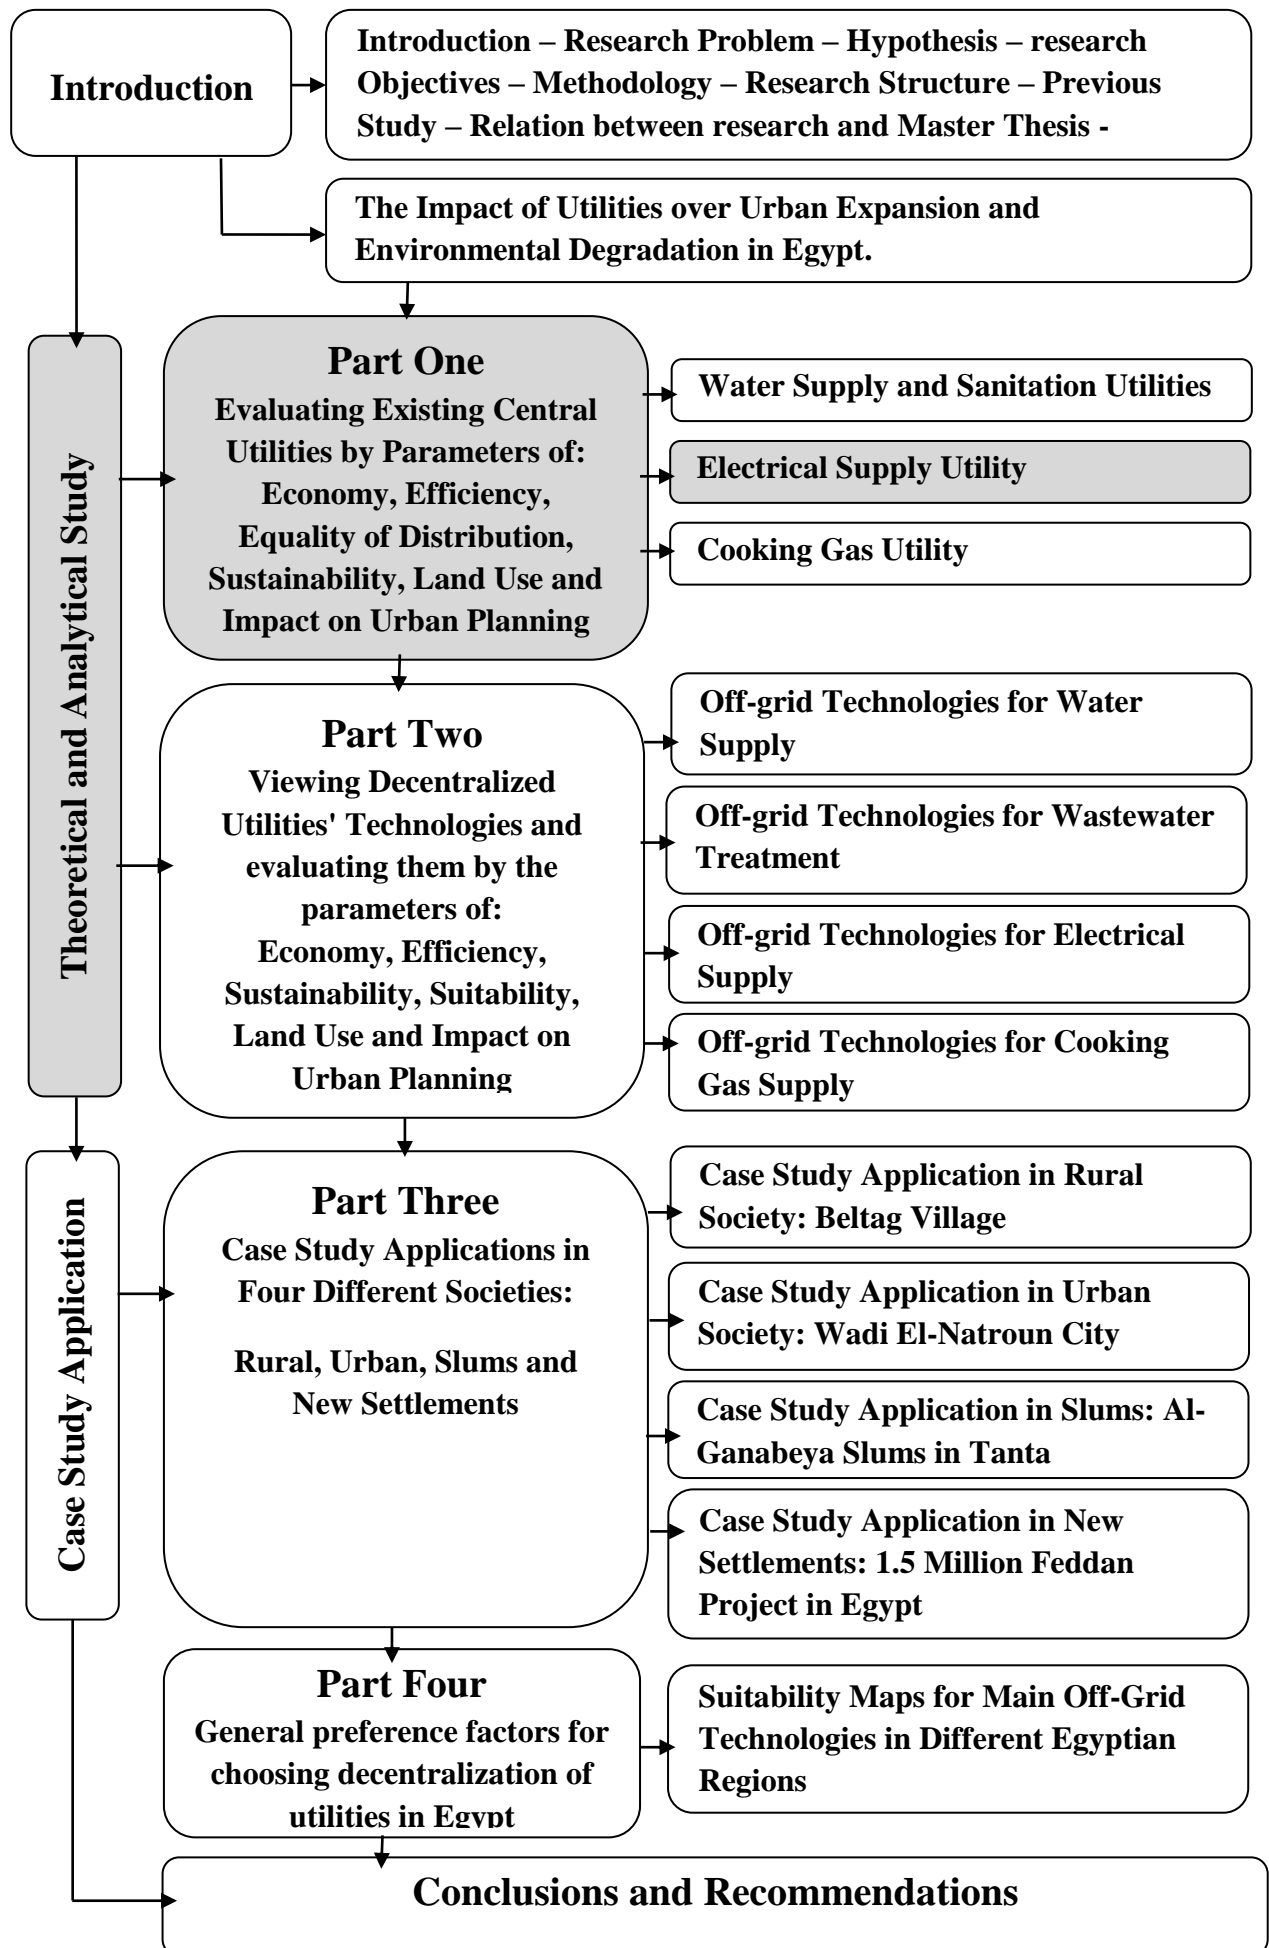 Introduction
Introduction – Research Problem – Hypothesis – research
Objectives – Methodology – Research Structure – Previous
Study – Relation between research and Master Thesis -
The Impact of Utilities over Urban Expansion and
Environmental Degradation in Egypt.
Theoretical and Analytical Study
Part One
Evaluating Existing Central
Utilities by Parameters of:
Economy, Efficiency,
Equality of Distribution,
Sustainability, Land Use and
Impact on Urban Planning
Water Supply and Sanitation Utilities
Electrical Supply Utility
Cooking Gas Utility
Part Two
Viewing Decentralized
Utilities' Technologies and
evaluating them by the
parameters of:
Economy, Efficiency,
Sustainability, Suitability,
Land Use and Impact on
Urban Planning
Off-grid Technologies for Water
Supply
Off-grid Technologies for Wastewater
Treatment
Off-grid Technologies for Electrical
Supply
Off-grid Technologies for Cooking
Gas Supply
Case Study Application
Part Three
Case Study Applications in
Four Different Societies:
Rural, Urban, Slums and
New Settlements
Case Study Application in Rural
Society: Beltag Village
Case Study Application in Urban
Society: Wadi El-Natroun City
Case Study Application in Slums: Al-
Ganabeya Slums in Tanta
Case Study Application in New
Settlements: 1.5 Million Feddan
Project in Egypt
Part Four
General preference factors for
choosing decentralization of
utilities in Egypt
Suitability Maps for Main Off-Grid
Technologies in Different Egyptian
Regions
Conclusions and Recommendations